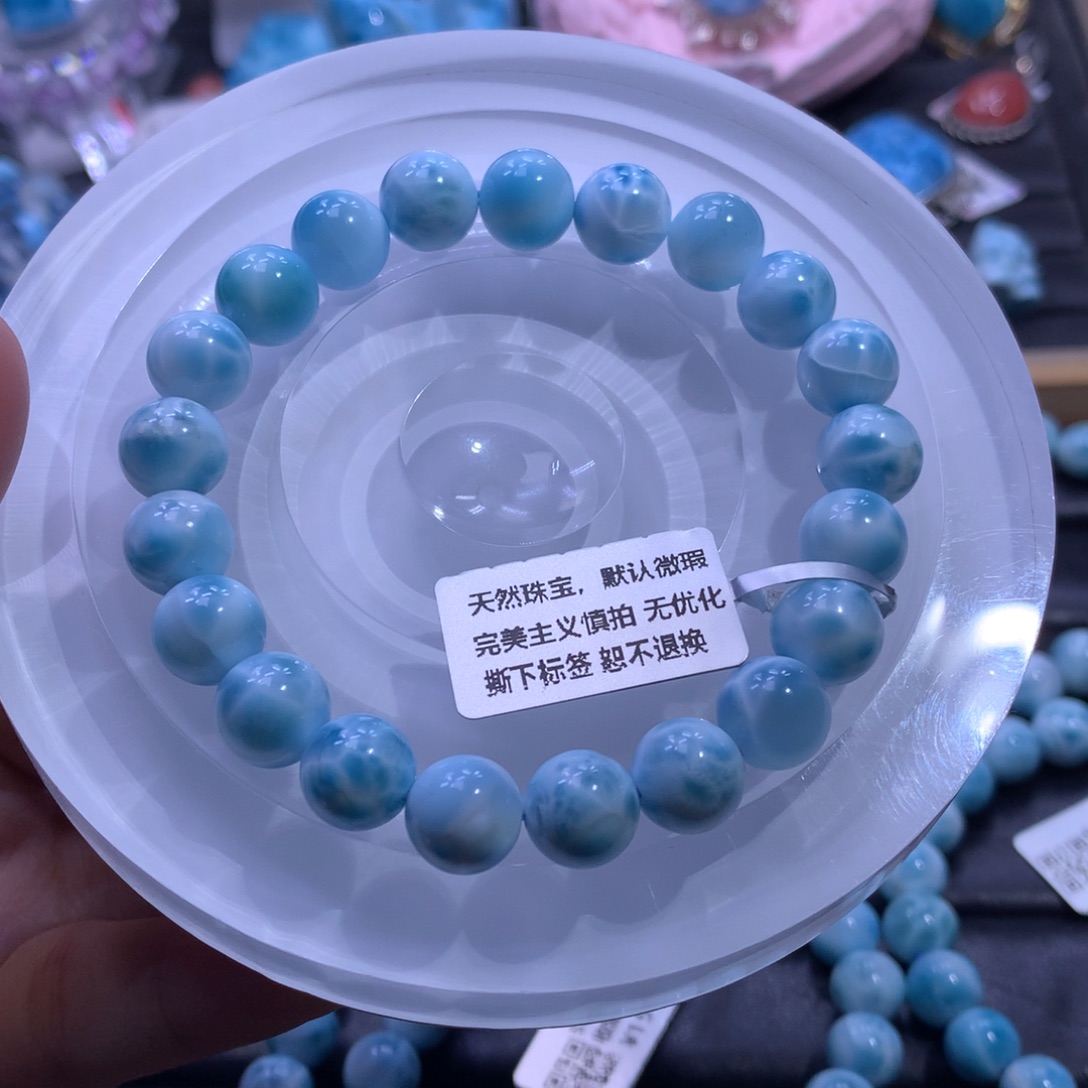 天然珠宝，默认微瑕
完美主义慎拍 无优化
撕下标签 恕不退换